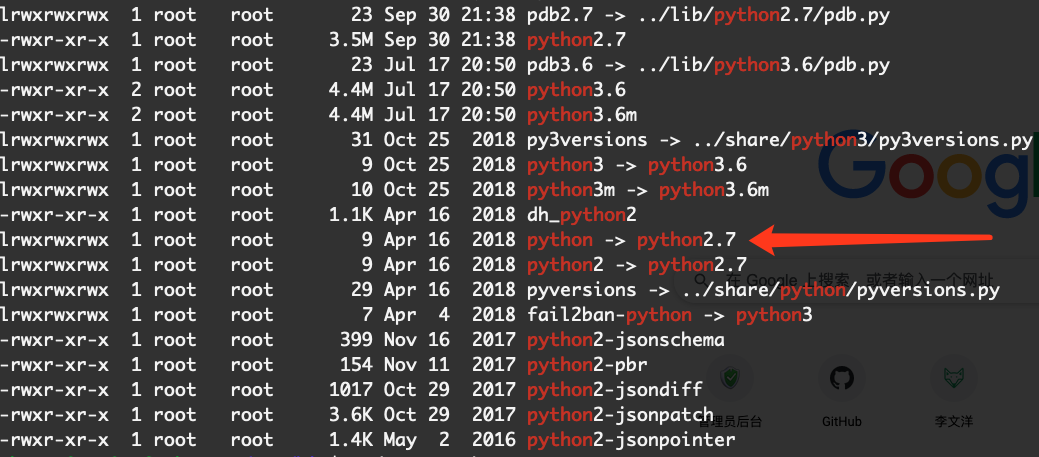 lrwxrwxrwx 1 root root 23 Sep 30 21:38 pdb2.7 -> ../lib/python2.7/pdb.py
-rwxr-xr-x 1 root root 3.5M Sep 30 21:38 python2.7
lrwxrwxrwx 1 root root 23 Jul 17 20:50 pdb3.6 -> ../lib/python3.6/pdb.py
-rwxr-xr-x 2 root root 4.4M Jul 17 20:50 python3.6
-rwxr-xr-x 2 root root 4.4M Jul 17 20:50 python3.6m
lrwxrwxrwx 1 root root 31 Oct 25 2018 py3versions -> ../share/python3/py3versions.py
lrwxrwxrwx 1 root root 9 Oct 25 2018 python3 -> python3.6
lrwxrwxrwx 1 root root 10 Oct 25 2018 python3m -> python3.6m
-rwxr-xr-x 1 root root 1.1K Apr 16 2018 dh_python2
lrwxrwxrwx 1 root root 9 Apr 16 2018 python -> python2.7
lrwxrwxrwx 1 root root 9 Apr 16 2018 python2 -> python2.7
lrwxrwxrwx 1 root root 29 Apr 16 2018 pyversions -> ../share/python/pyversions.py
lrwxrwxrwx 1 root root 7 Apr 4 2018 fail2ban-python -> python3
-rwxr-xr-x 1 root root 399 Nov 16 2017 python2-jsonschema
-rwxr-xr-x 1 root root 154 Nov 11 2017 python2-pbr
-rwxr-xr-x 1 root root 1017 Oct 29 2017 python2-jsondiff
-rwxr-xr-x 1 root root 3.6K Oct 29 2017 python2-jsonpatch
-rwxr-xr-x 1 root root 1.4K May 2 2016 python2-jsonpointer
Googl
在 Google 上搜索，或者输入一个网址
管理员后台
GitHub
李文洋